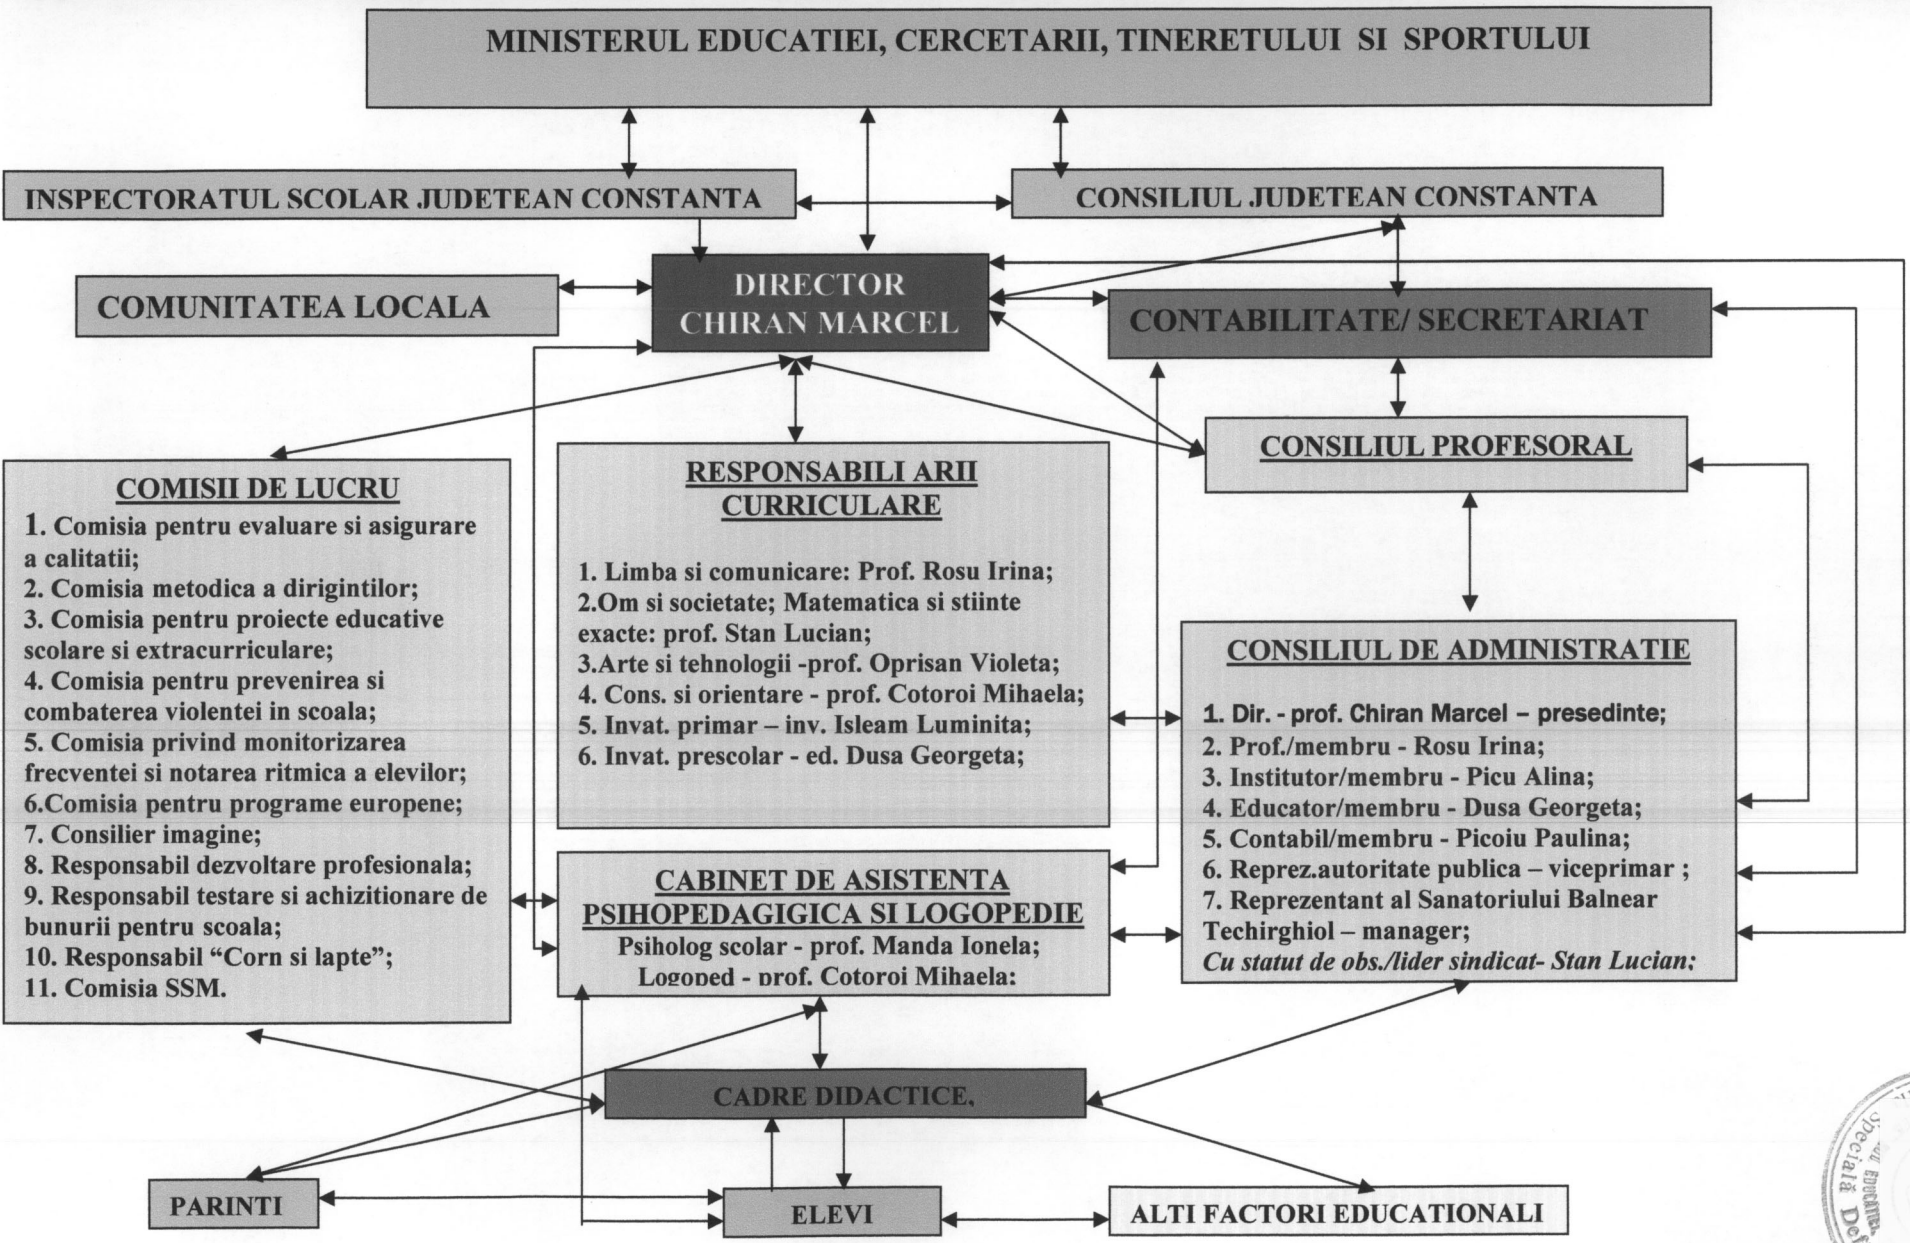 MINISTERUL EDUCATIEI, CERCETARII, TINERETULUI SI SPORTULUI
INSPECTORATUL SCOLAR JUDETEAN CONSTANTA
CONSILIUL JUDETEAN CONSTANTA
DIRECTOR
CHIRAN MARCEL
COMUNITATEA LOCALA
CONTABILITATE/ SECRETARIAT
CONSILIUL PROFESORAL
COMISII DE LUCRU
1. Comisia pentru evaluare si asigurare
a calitatii;
2. Comisia metodica a dirigintilor;
3. Comisia pentru proiecte educative
scolare si extracurriculare;
4. Comisia pentru prevenirea si
combaterea violentei in scoala;
5. Comisia privind monitorizarea
frecventei si notarea ritmica a elevilor;
6.Comisia pentru programe europene;
7. Consilier imagine;
8. Responsabil dezvoltare profesionala;
9. Responsabil testare si achizitionare de
bunurii pentru scoala;
10. Responsabil “Corn si lapte”;
11. Comisia SSM.
RESPONSABILI ARII
CURRICULARE
1. Limba si comunicare: Prof. Rosu Irina;
2.Om si societate; Matematica si stiinte
exacte: prof. Stan Lucian;
3.Arte si tehnologii -prof. Oprisan Violeta;
4. Cons. si orientare - prof. Cotoroi Mihaela;
5. Invat. primar – inv. Isleam Luminita;
6. Invat. prescolar - ed. Dusa Georgeta;
CONSILIUL DE ADMINISTRATIE
1. Dir. - prof. Chiran Marcel – presedinte;
2. Prof./membru - Rosu Irina;
3. Institutor/membru - Picu Alina;
4. Educator/membru - Dusa Georgeta;
5. Contabil/membru - Picoiu Paulina;
6. Reprez.autoritate publica – viceprimar ;
7. Reprezentant al Sanatoriului Balnear
Techirghiol – manager;
Cu statut de obs./lider sindicat- Stan Lucian;
CABINET DE ASISTENTA
PSIHOPEDAGIGICA SI LOGOPEDIE
Psiholog scolar - prof. Manda Ionela;
Logoped - prof. Cotoroi Mihaela;
CADRE DIDACTICE,
PARINTI
ELEVI
ALTI FACTORI EDUCATIONALI
Specială